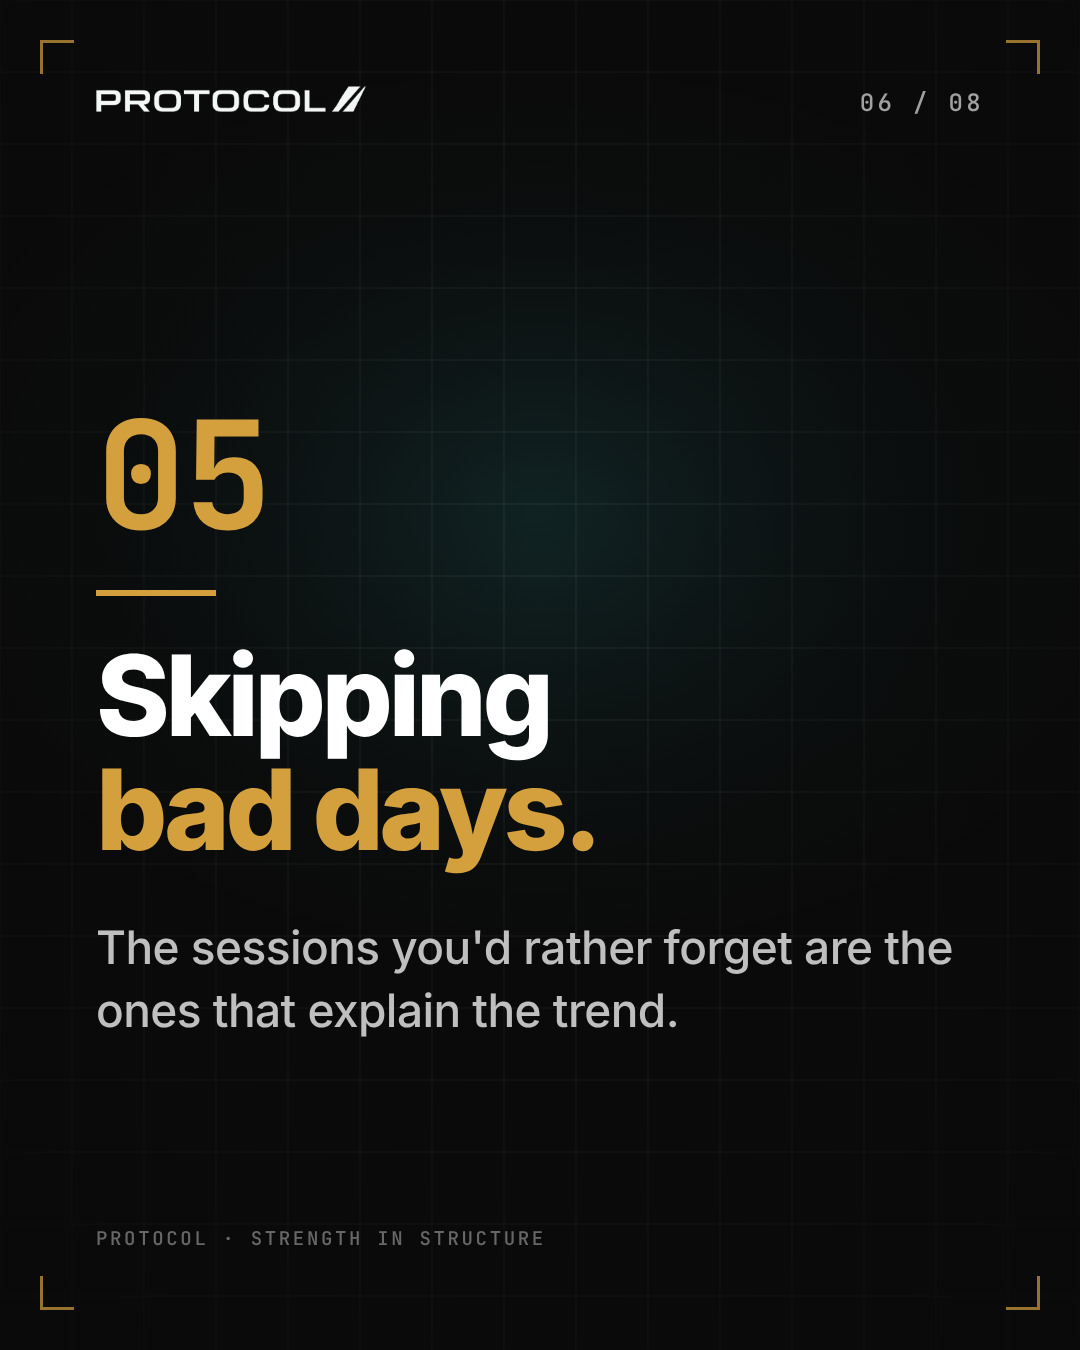 PROTOCOL
06 / 08
05
Skipping
bad days.
The sessions you'd rather forget are the
ones that explain the trend.
PROTOCOL · STRENGTH IN STRUCTURE